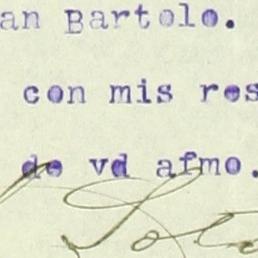 an Bartolo.
con mis res
de vd afmo.